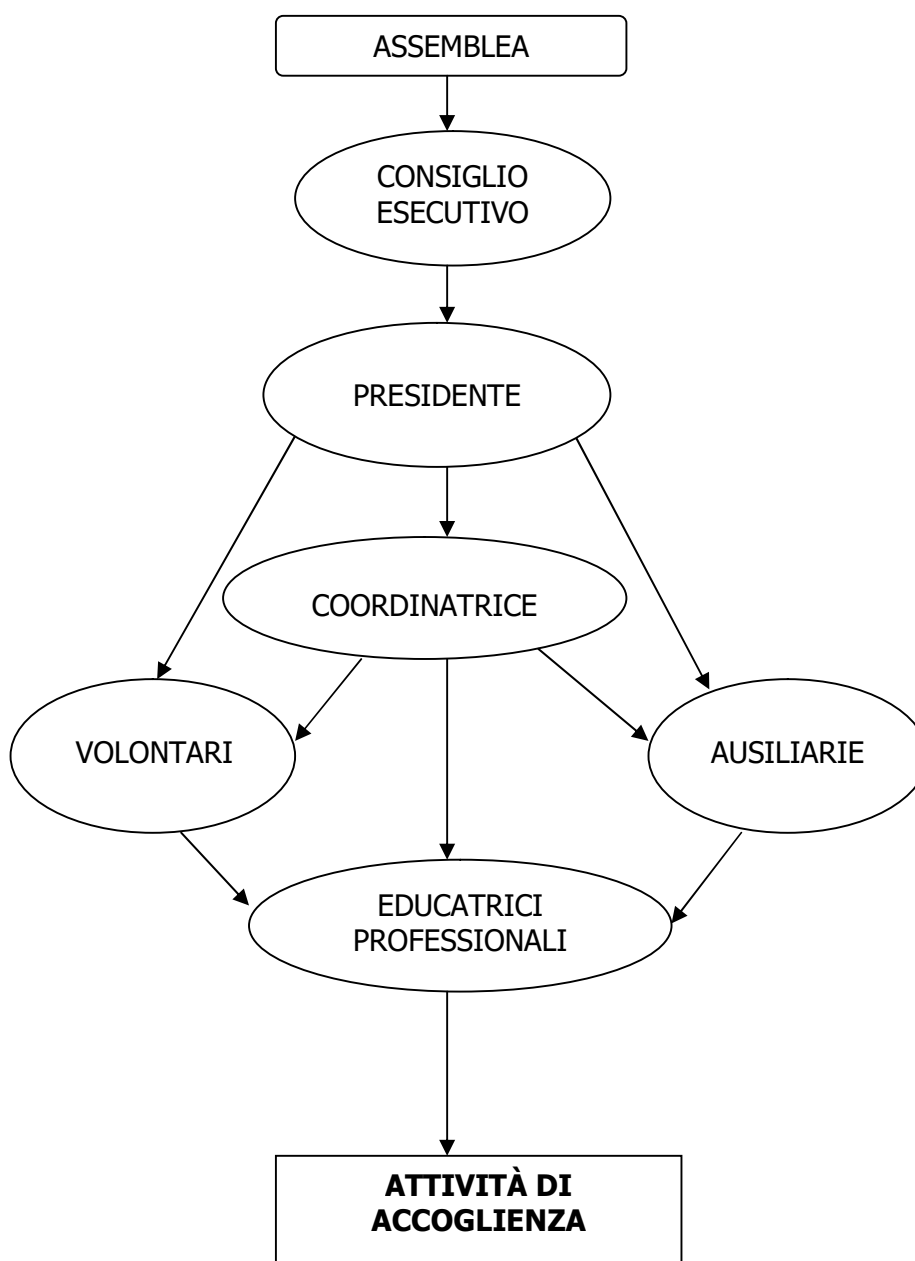 ASSEMBLEA
CONSIGLIO
ESECUTIVO
PRESIDENTE
COORDINATRICE
VOLONTARI
AUSILIARIE
EDUCATRICI
PROFESSIONALI
ATTIVITÀ DI
ACCOGLIENZA